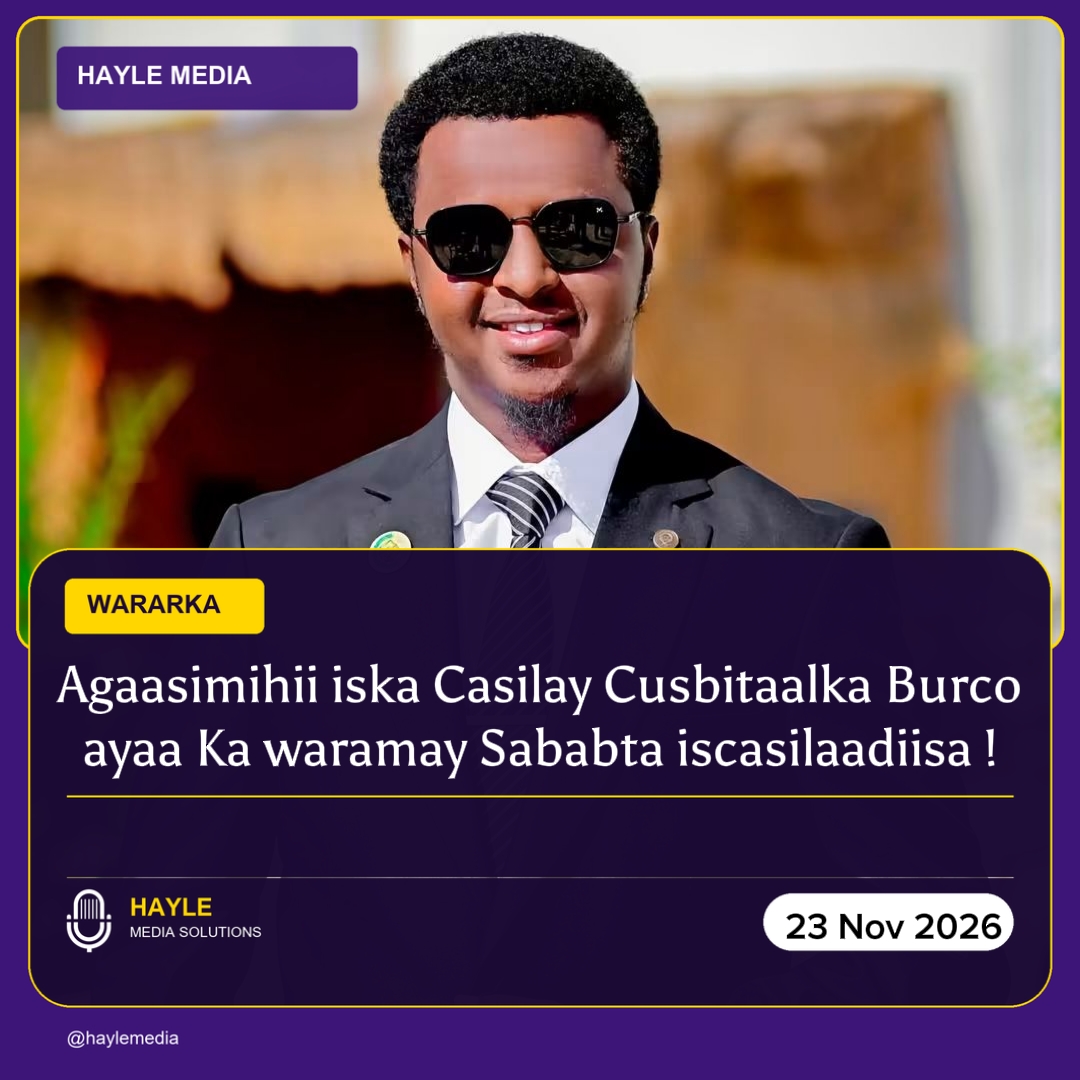 HAYLE MEDIA
WARARKA
Agaasimihii iska Casilay Cusbitaalka Burco
ayaa Ka waramay Sababta iscasilaadiisa !
HAYLE
MEDIA SOLUTIONS
23 Nov 2026
@haylemedia